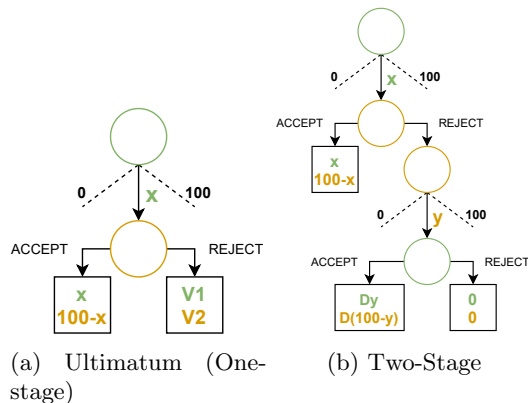 0
100
x
ACCEPT
REJECT
x
100-x
V1
V2
(a) Ultimatum (One-
stage)
0
100
x
ACCEPT
REJECT
x
100-x
0
100
y
ACCEPT
REJECT
Dy
D(100-y)
0
0
(b) Two-Stage